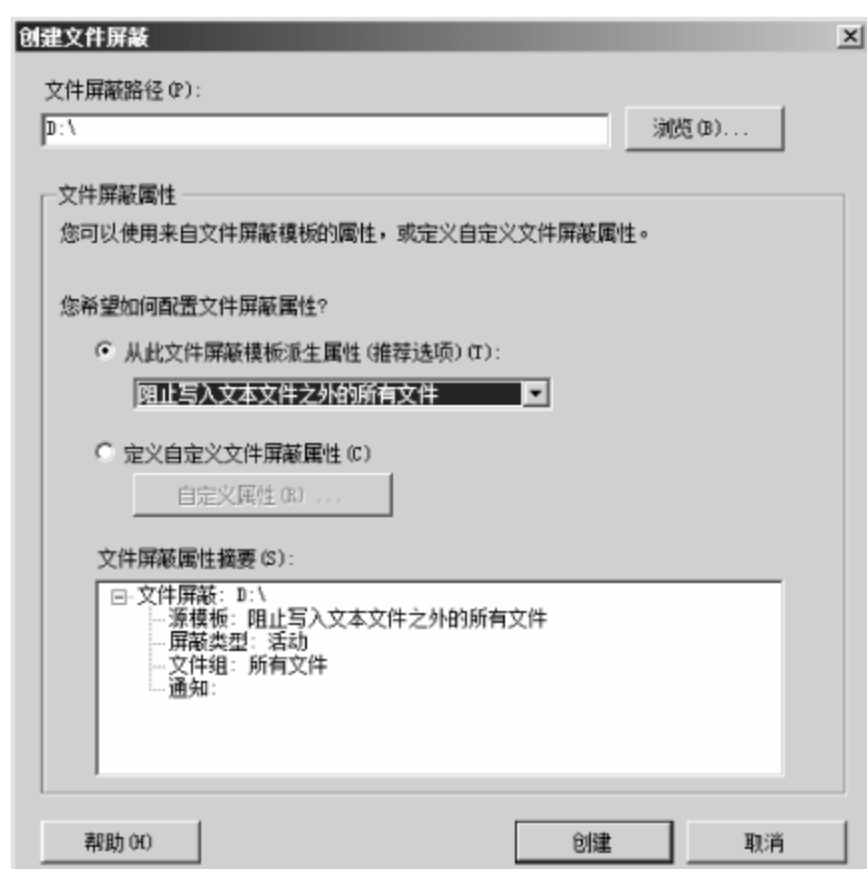 创建文件屏蔽
文件屏蔽路径(P):
D:\
浏览(B)...
文件屏蔽属性
您可以使用来自文件屏蔽模板的属性，或定义自定义文件屏蔽属性。
您希望如何配置文件屏蔽属性?
从此文件屏蔽模板派生属性(推荐选项)(T):
阻止写入文本文件之外的所有文件
定义自定义文件屏蔽属性(C)
自定义属性(R) ...
文件屏蔽属性摘要(S):
文件屏蔽: D:\
源模板: 阻止写入文本文件之外的所有文件
屏蔽类型: 活动
文件组: 所有文件
通知:
帮助(H)
创建
取消